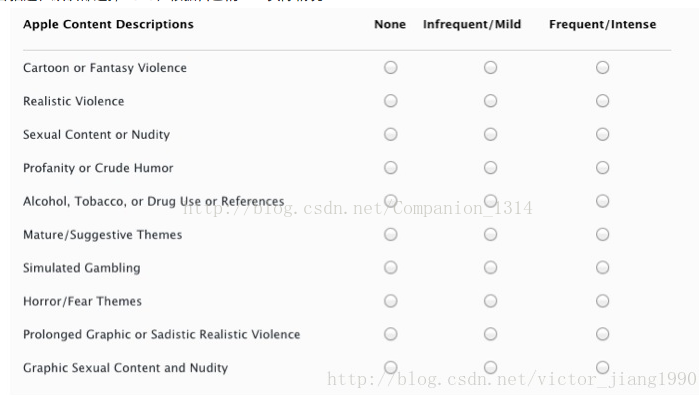 Apple Content Descriptions None Infrequent/Mild Frequent/Intense
Cartoon or Fantasy Violence
Realistic Violence
Sexual Content or Nudity
Profanity or Crude Humor
Alcohol, Tobacco, or Drug Use or References
http://blog.csdn.net/Companion_1314
Mature/Suggestive Themes
Simulated Gambling
Horror/Fear Themes
Prolonged Graphic or Sadistic Realistic Violence
Graphic Sexual Content and Nudity
http://blog.csdn.net/victor_jiang1990